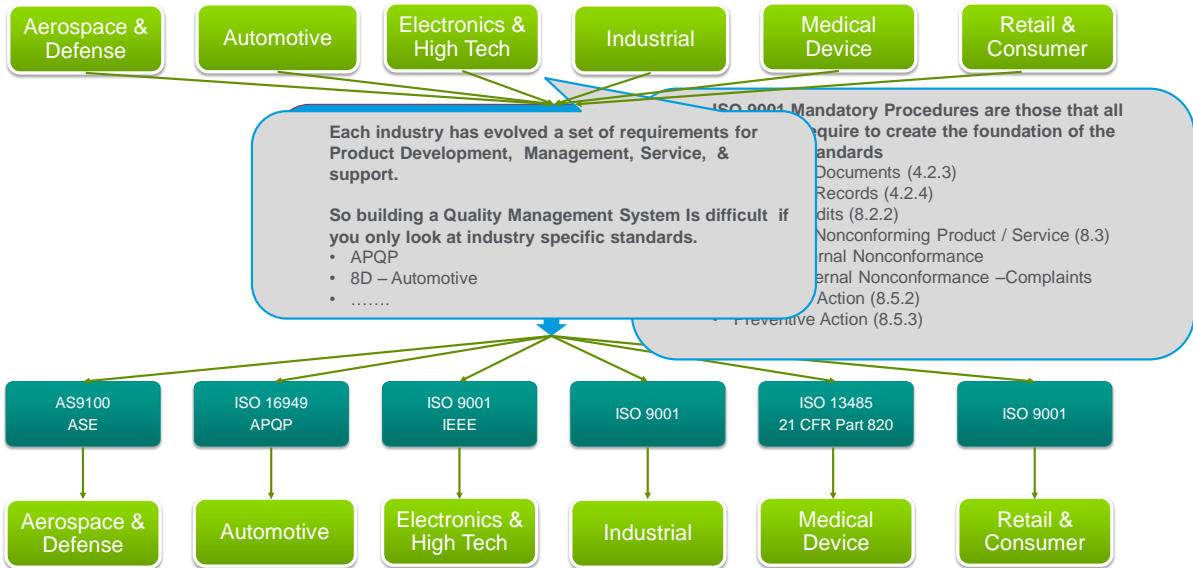 Aerospace &
Defense
Automotive
Electronics &
High Tech
Industrial
Medical
Device
Retail &
Consumer
Each industry has evolved a set of requirements for
Product Development, Management, Service, &
support.
So building a Quality Management System Is difficult if
you only look at industry specific standards.
• APQP
• 8D – Automotive
• …….
ISO 9001 Mandatory Procedures are those that all
equire to create the foundation of the
andards
Documents (4.2.3)
Records (4.2.4)
dits (8.2.2)
Nonconforming Product / Service (8.3)
rnal Nonconformance
ernal Nonconformance –Complaints
Action (8.5.2)
• Preventive Action (8.5.3)
AS9100
ASE
ISO 16949
APQP
ISO 9001
IEEE
ISO 9001
ISO 13485
21 CFR Part 820
ISO 9001
Aerospace &
Defense
Automotive
Electronics &
High Tech
Industrial
Medical
Device
Retail &
Consumer